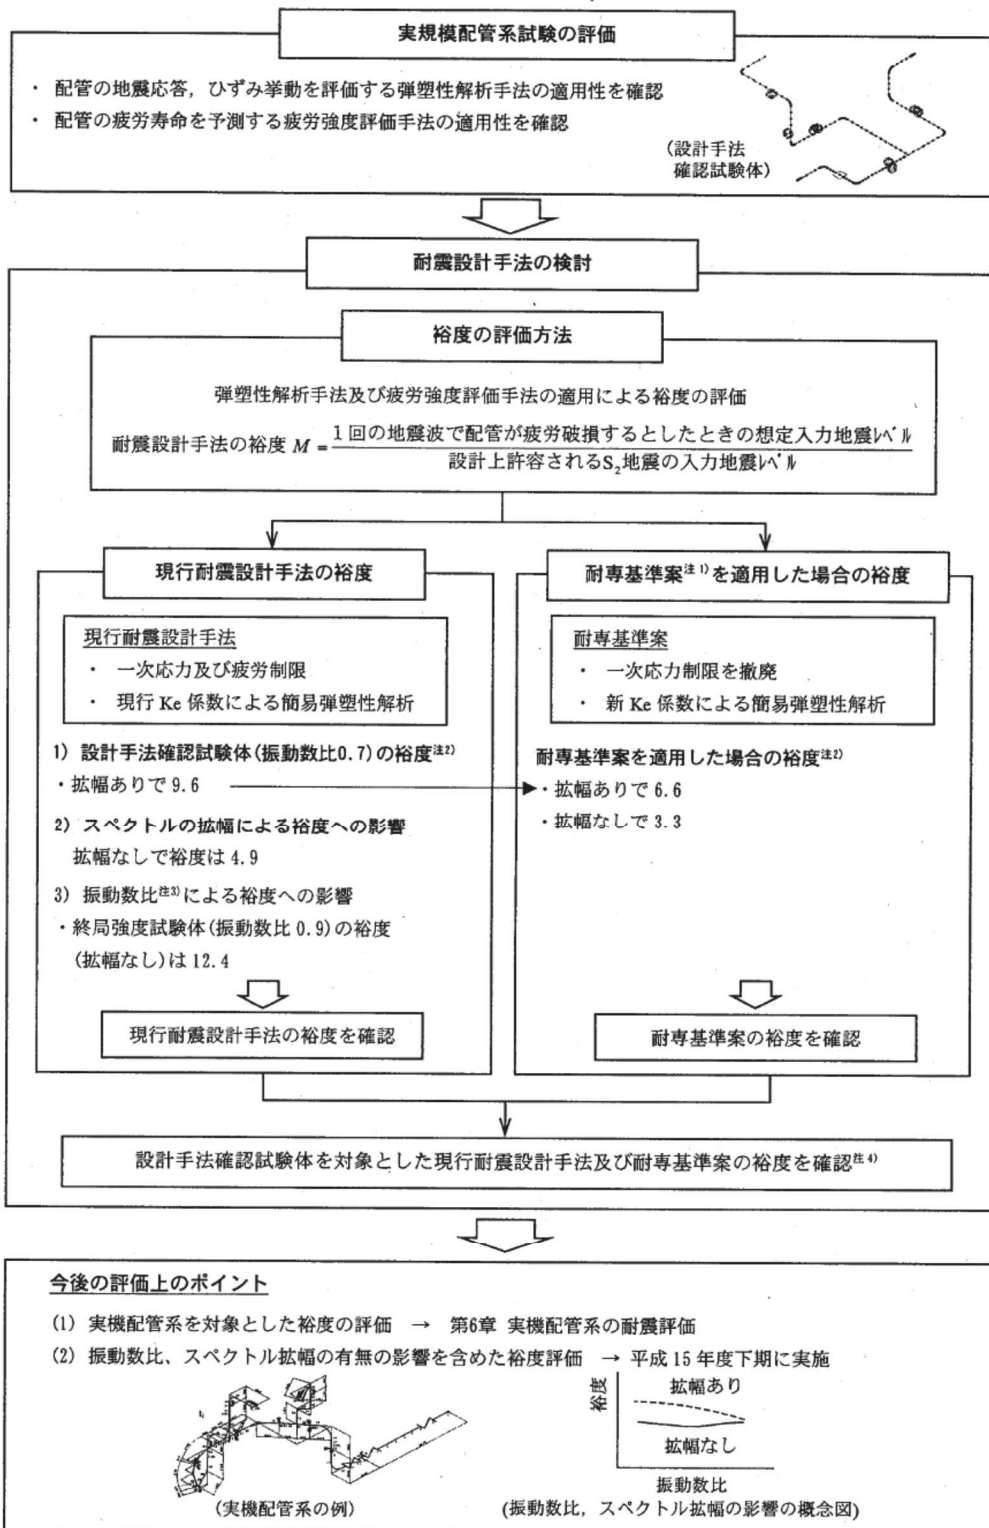 実規模配管系試験の評価
・ 配管の地震応答，ひずみ挙動を評価する弾塑性解析手法の適用性を確認
・ 配管の疲労寿命を予測する疲労強度評価手法の適用性を確認
（設計手法
確認試験体）
耐震設計手法の検討
裕度の評価方法
弾塑性解析手法及び疲労強度評価手法の適用による裕度の評価
耐震設計手法の裕度 M = 1回の地震波で配管が疲労破損するとしたときの想定入力地震ﾚﾍﾞﾙ
設計上許容されるS₂地震の入力地震ﾚﾍﾞﾙ
現行耐震設計手法の裕度
現行耐震設計手法
・ 一次応力及び疲労制限
・ 現行 Ke 係数による簡易弾塑性解析
1) 設計手法確認試験体(振動数比0.7)の裕度注2)
・拡幅ありで 9.6
2) スペクトルの拡幅による裕度への影響
拡幅なしで裕度は 4.9
3) 振動数比注3)による裕度への影響
・終局強度試験体(振動数比 0.9)の裕度
(拡幅なし)は 12.4
現行耐震設計手法の裕度を確認
耐専基準案注1)を適用した場合の裕度
耐専基準案
・ 一次応力制限を撤廃
・ 新 Ke 係数による簡易弾塑性解析
耐専基準案を適用した場合の裕度注2)
・拡幅ありで 6.6
・拡幅なしで 3.3
耐専基準案の裕度を確認
設計手法確認試験体を対象とした現行耐震設計手法及び耐専基準案の裕度を確認注4)
今後の評価上のポイント
(1) 実機配管系を対象とした裕度の評価 → 第6章 実機配管系の耐震評価
(2) 振動数比、スペクトル拡幅の有無の影響を含めた裕度評価 → 平成 15 年度下期に実施
裕度
拡幅あり
拡幅なし
振動数比
(実機配管系の例)
(振動数比，スペクトル拡幅の影響の概念図)